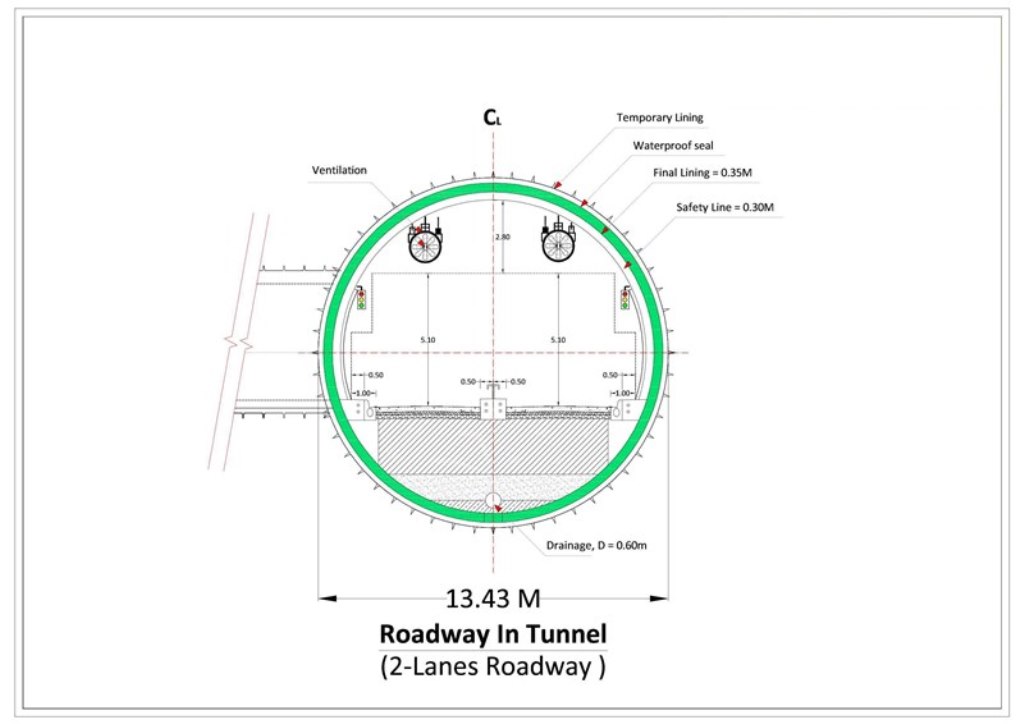 CL
Temporary Lining
Waterproof seal
Ventilation
Final Lining = 0.35M
Safety Line = 0.30M
2.80
5.10
5.10
0.50
0.50
0.50
0.50
1.00
1.00
Drainage, D = 0.60m
13.43 M
Roadway In Tunnel
(2-Lanes Roadway )